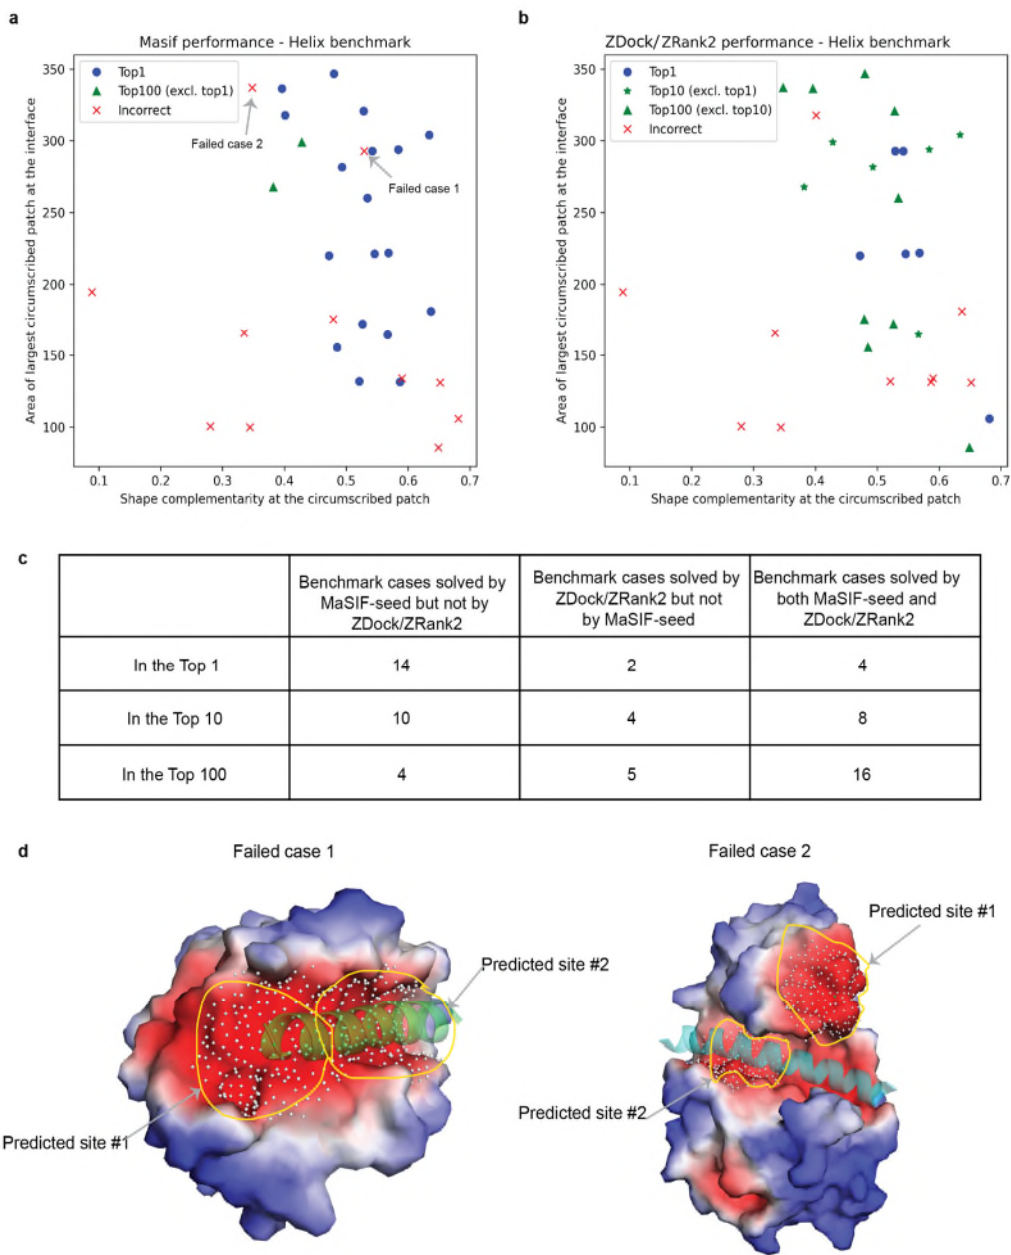 a
Masif performance - Helix benchmark
350
300
250
200
150
100
0.1 0.2 0.3 0.4 0.5 0.6 0.7
Area of largest circumscribed patch at the interface
Shape complementarity at the circumscribed patch
Top1
Top100 (excl. top1)
Incorrect
Failed case 2
Failed case 1
b
ZDock/ZRank2 performance - Helix benchmark
350
300
250
200
150
100
0.1 0.2 0.3 0.4 0.5 0.6 0.7
Area of largest circumscribed patch at the interface
Shape complementarity at the circumscribed patch
Top1
Top10 (excl. top1)
Top100 (excl. top10)
Incorrect
c
Benchmark cases solved by
MaSIF-seed but not by
ZDock/ZRank2
Benchmark cases solved by
ZDock/ZRank2 but not
by MaSIF-seed
Benchmark cases solved by
both MaSIF-seed and
ZDock/ZRank2
In the Top 1 14 2 4
In the Top 10 10 4 8
In the Top 100 4 5 16
d
Failed case 1
Predicted site #2
Predicted site #1
Failed case 2
Predicted site #1
Predicted site #2